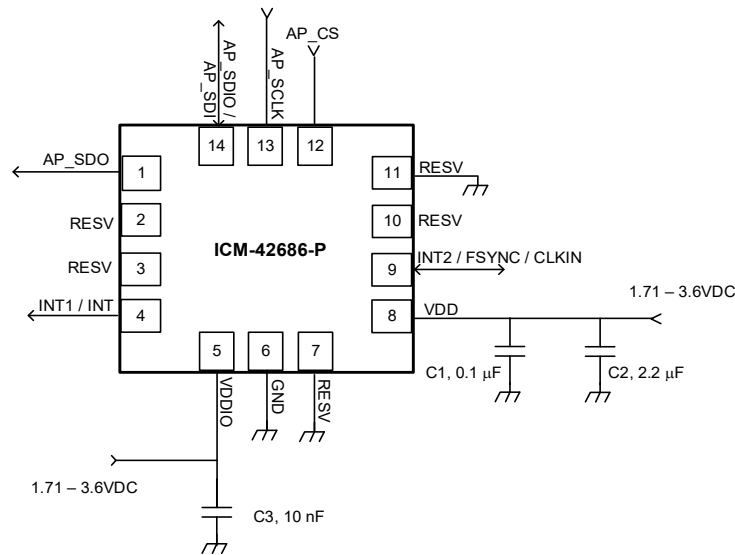 AP_SDIO /
AP_SDI
AP_SCLK
AP_CS
14
13
12
AP_SDO
1
11
RESV
RESV
2
10
RESV
ICM-42686-P
RESV
3
9
INT2 / FSYNC / CLKIN
INT1 / INT
4
8
VDD
1.71 – 3.6VDC
5
6
7
VDDIO
GND
RESV
C1, 0.1 μF
C2, 2.2 μF
1.71 – 3.6VDC
C3, 10 nF